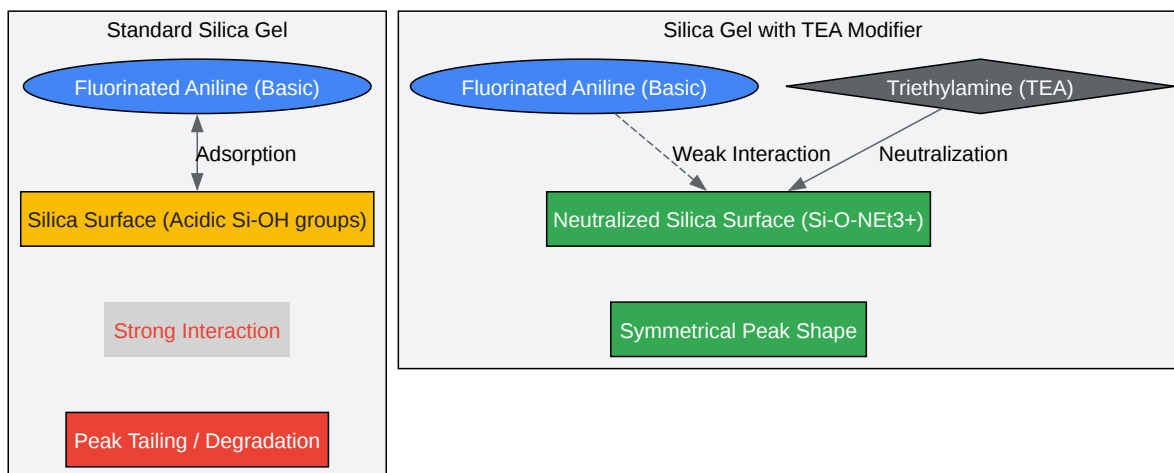 Standard Silica Gel
Fluorinated Aniline (Basic)
Adsorption
Silica Surface (Acidic Si-OH groups)
Strong Interaction
Peak Tailing / Degradation
Silica Gel with TEA Modifier
Fluorinated Aniline (Basic)
Triethylamine (TEA)
Weak Interaction
Neutralization
Neutralized Silica Surface (Si-O-NEt3+)
Symmetrical Peak Shape